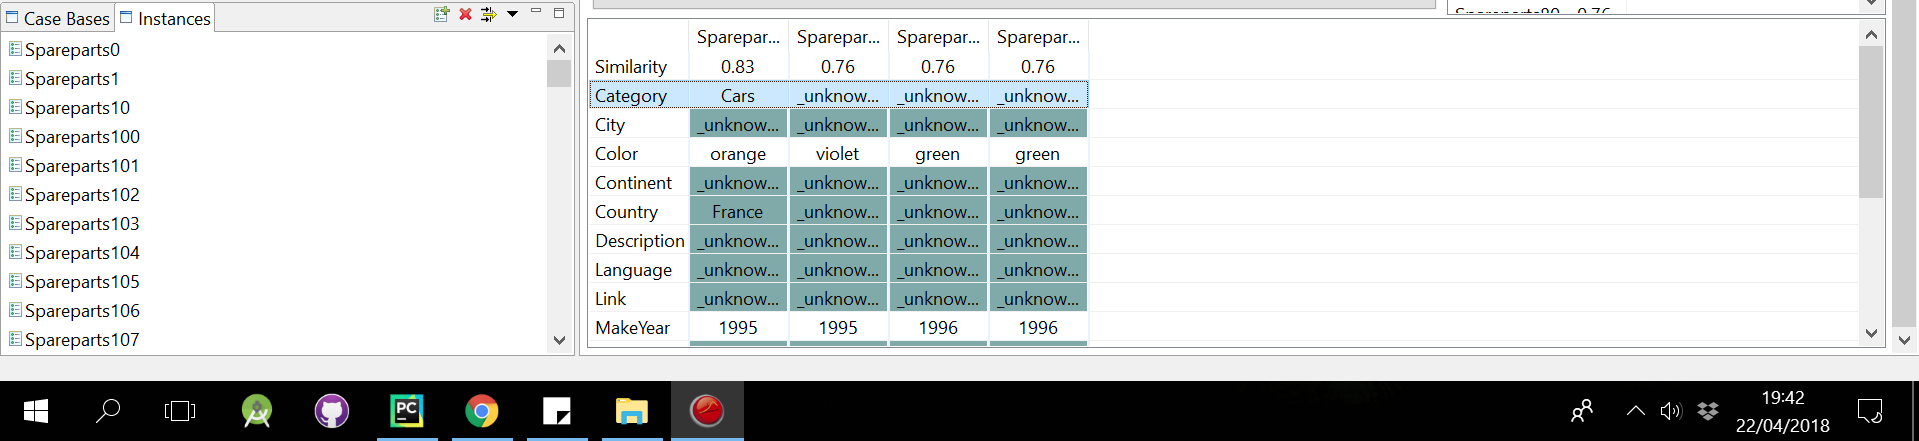 Case Bases Instances
Spareparts0
Spareparts1
Spareparts10
Spareparts100
Spareparts101
Spareparts102
Spareparts103
Spareparts104
Spareparts105
Spareparts106
Spareparts107
Spareparts80 0.76
Sparepar... Sparepar... Sparepar... Sparepar...
Similarity 0.83 0.76 0.76 0.76
Category Cars _unknow... _unknow... _unknow...
City _unknow... _unknow... _unknow... _unknow...
Color orange violet green green
Continent _unknow... _unknow... _unknow... _unknow...
Country France _unknow... _unknow... _unknow...
Description _unknow... _unknow... _unknow... _unknow...
Language _unknow... _unknow... _unknow... _unknow...
Link _unknow... _unknow... _unknow... _unknow...
MakeYear 1995 1995 1996 1996
PC
19:42
22/04/2018